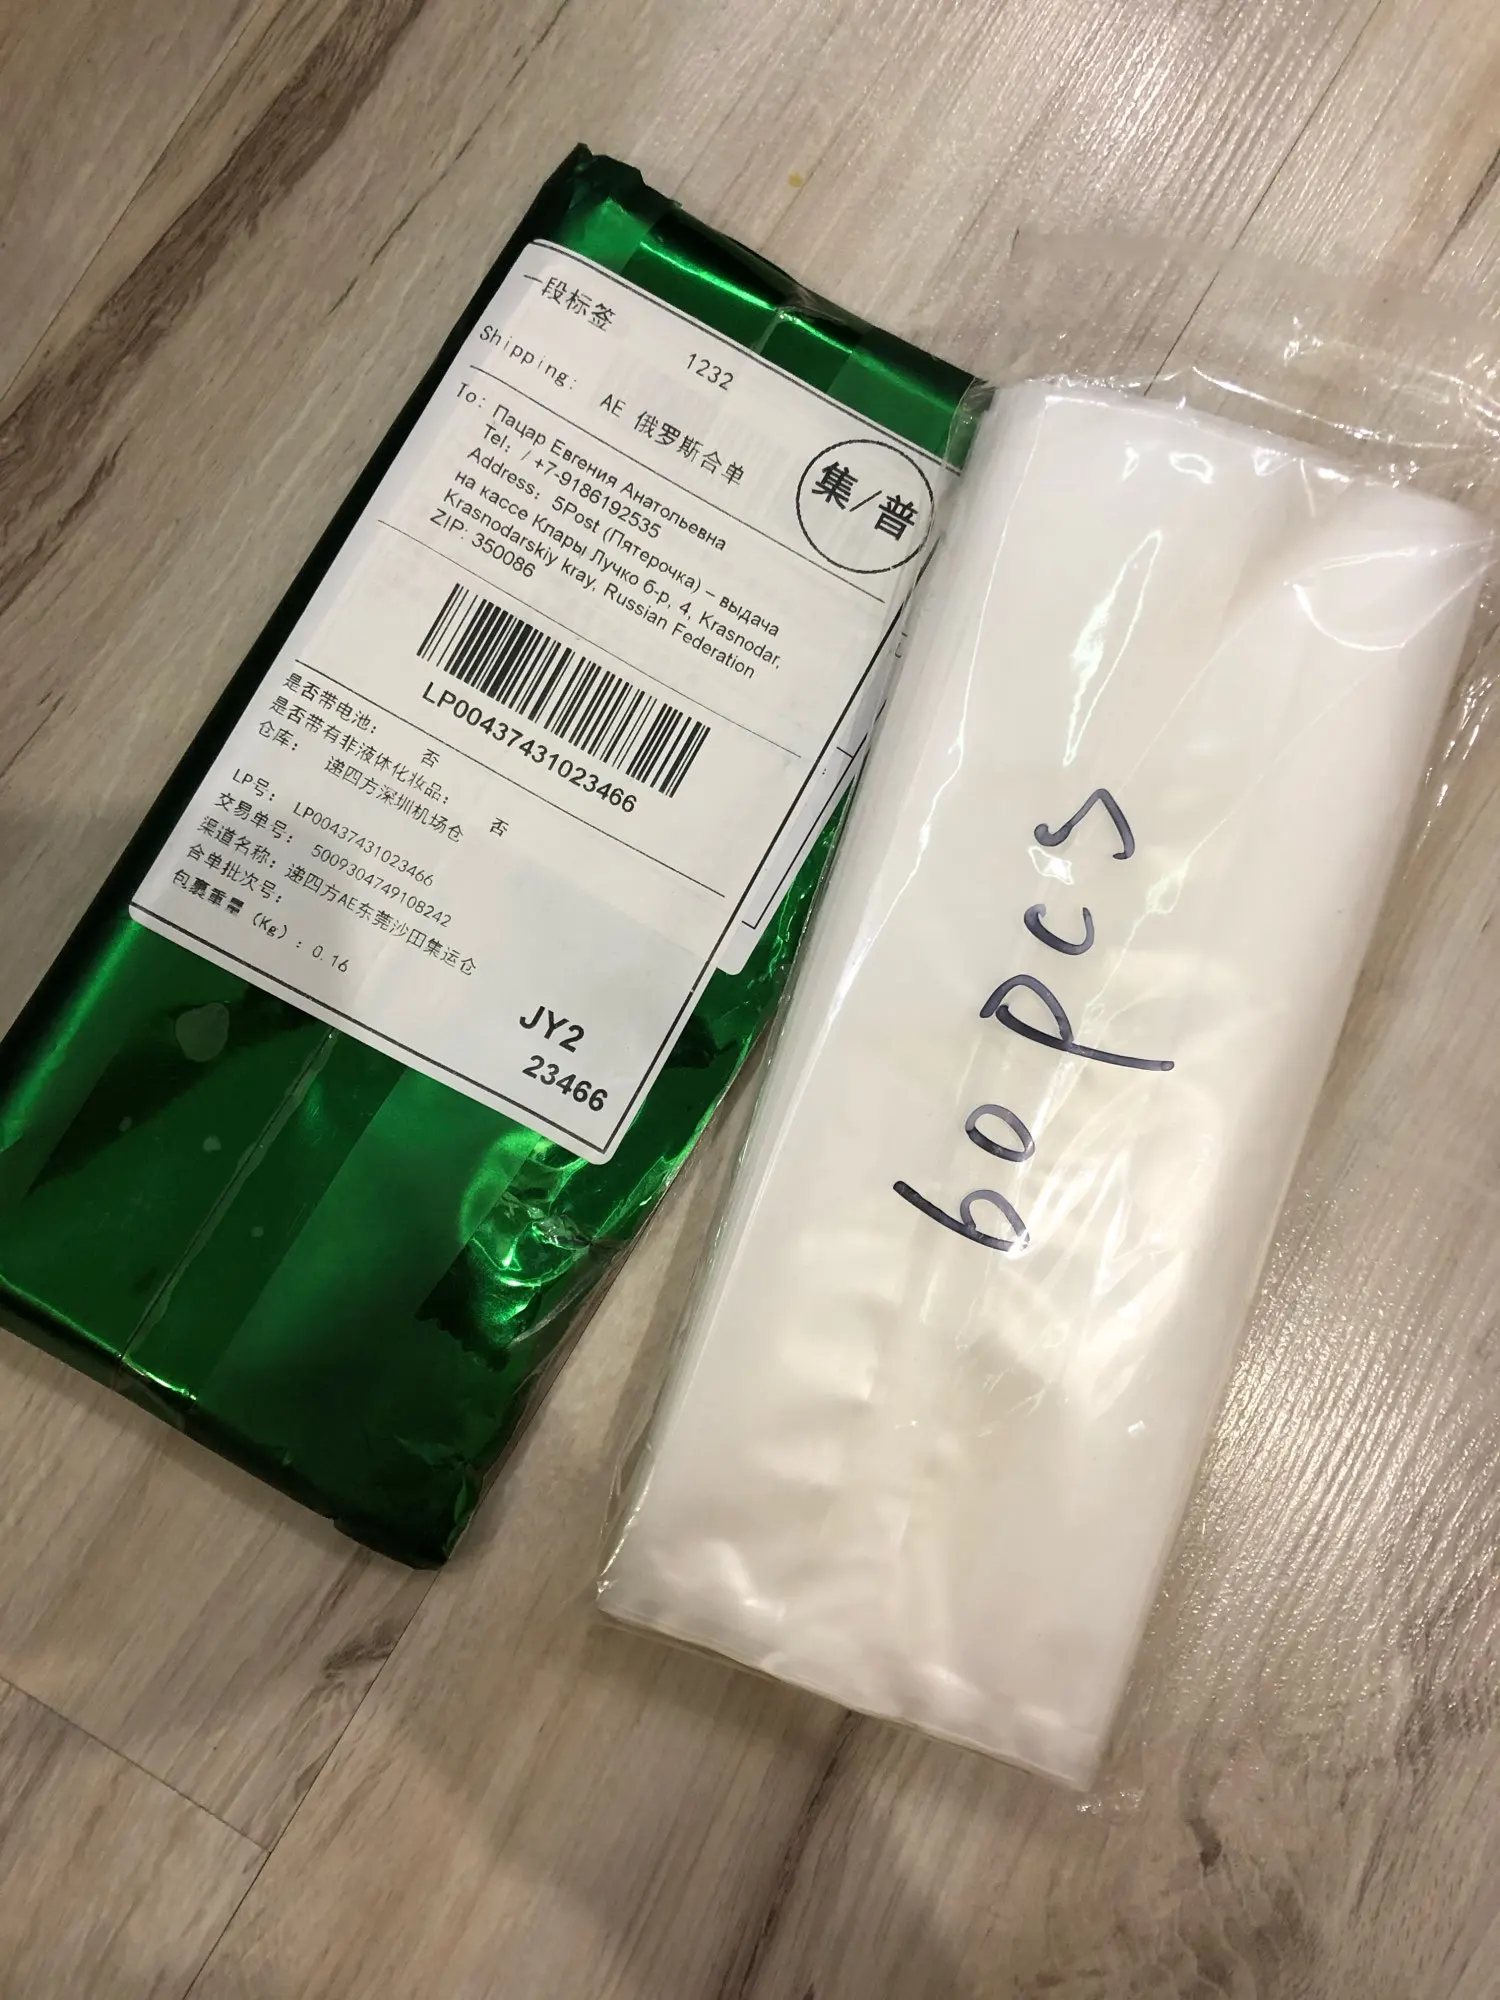 一段标签
1232
Shipping: AE 俄罗斯合单
集/普
To: Пацар Евгения Анатольевна
Tel: / +7-9186192535
Address: 5Post (Пятерочка) – выдача
на кассе Клары Лучко б-р, 4, Krasnodar,
Krasnodarskiy kray, Russian Federation
ZIP: 350086
LP00437431023466
是否带电池: 否
是否带有非液体化妆品: 否
仓库: 递四方深圳机场仓
LP号: LP00437431023466
交易单号: 5009304749108242
渠道名称: 递四方AE东莞沙田集运仓
合单批次号:
包裹重量 (Kg): 0.16
JY2
23466
60 pcs